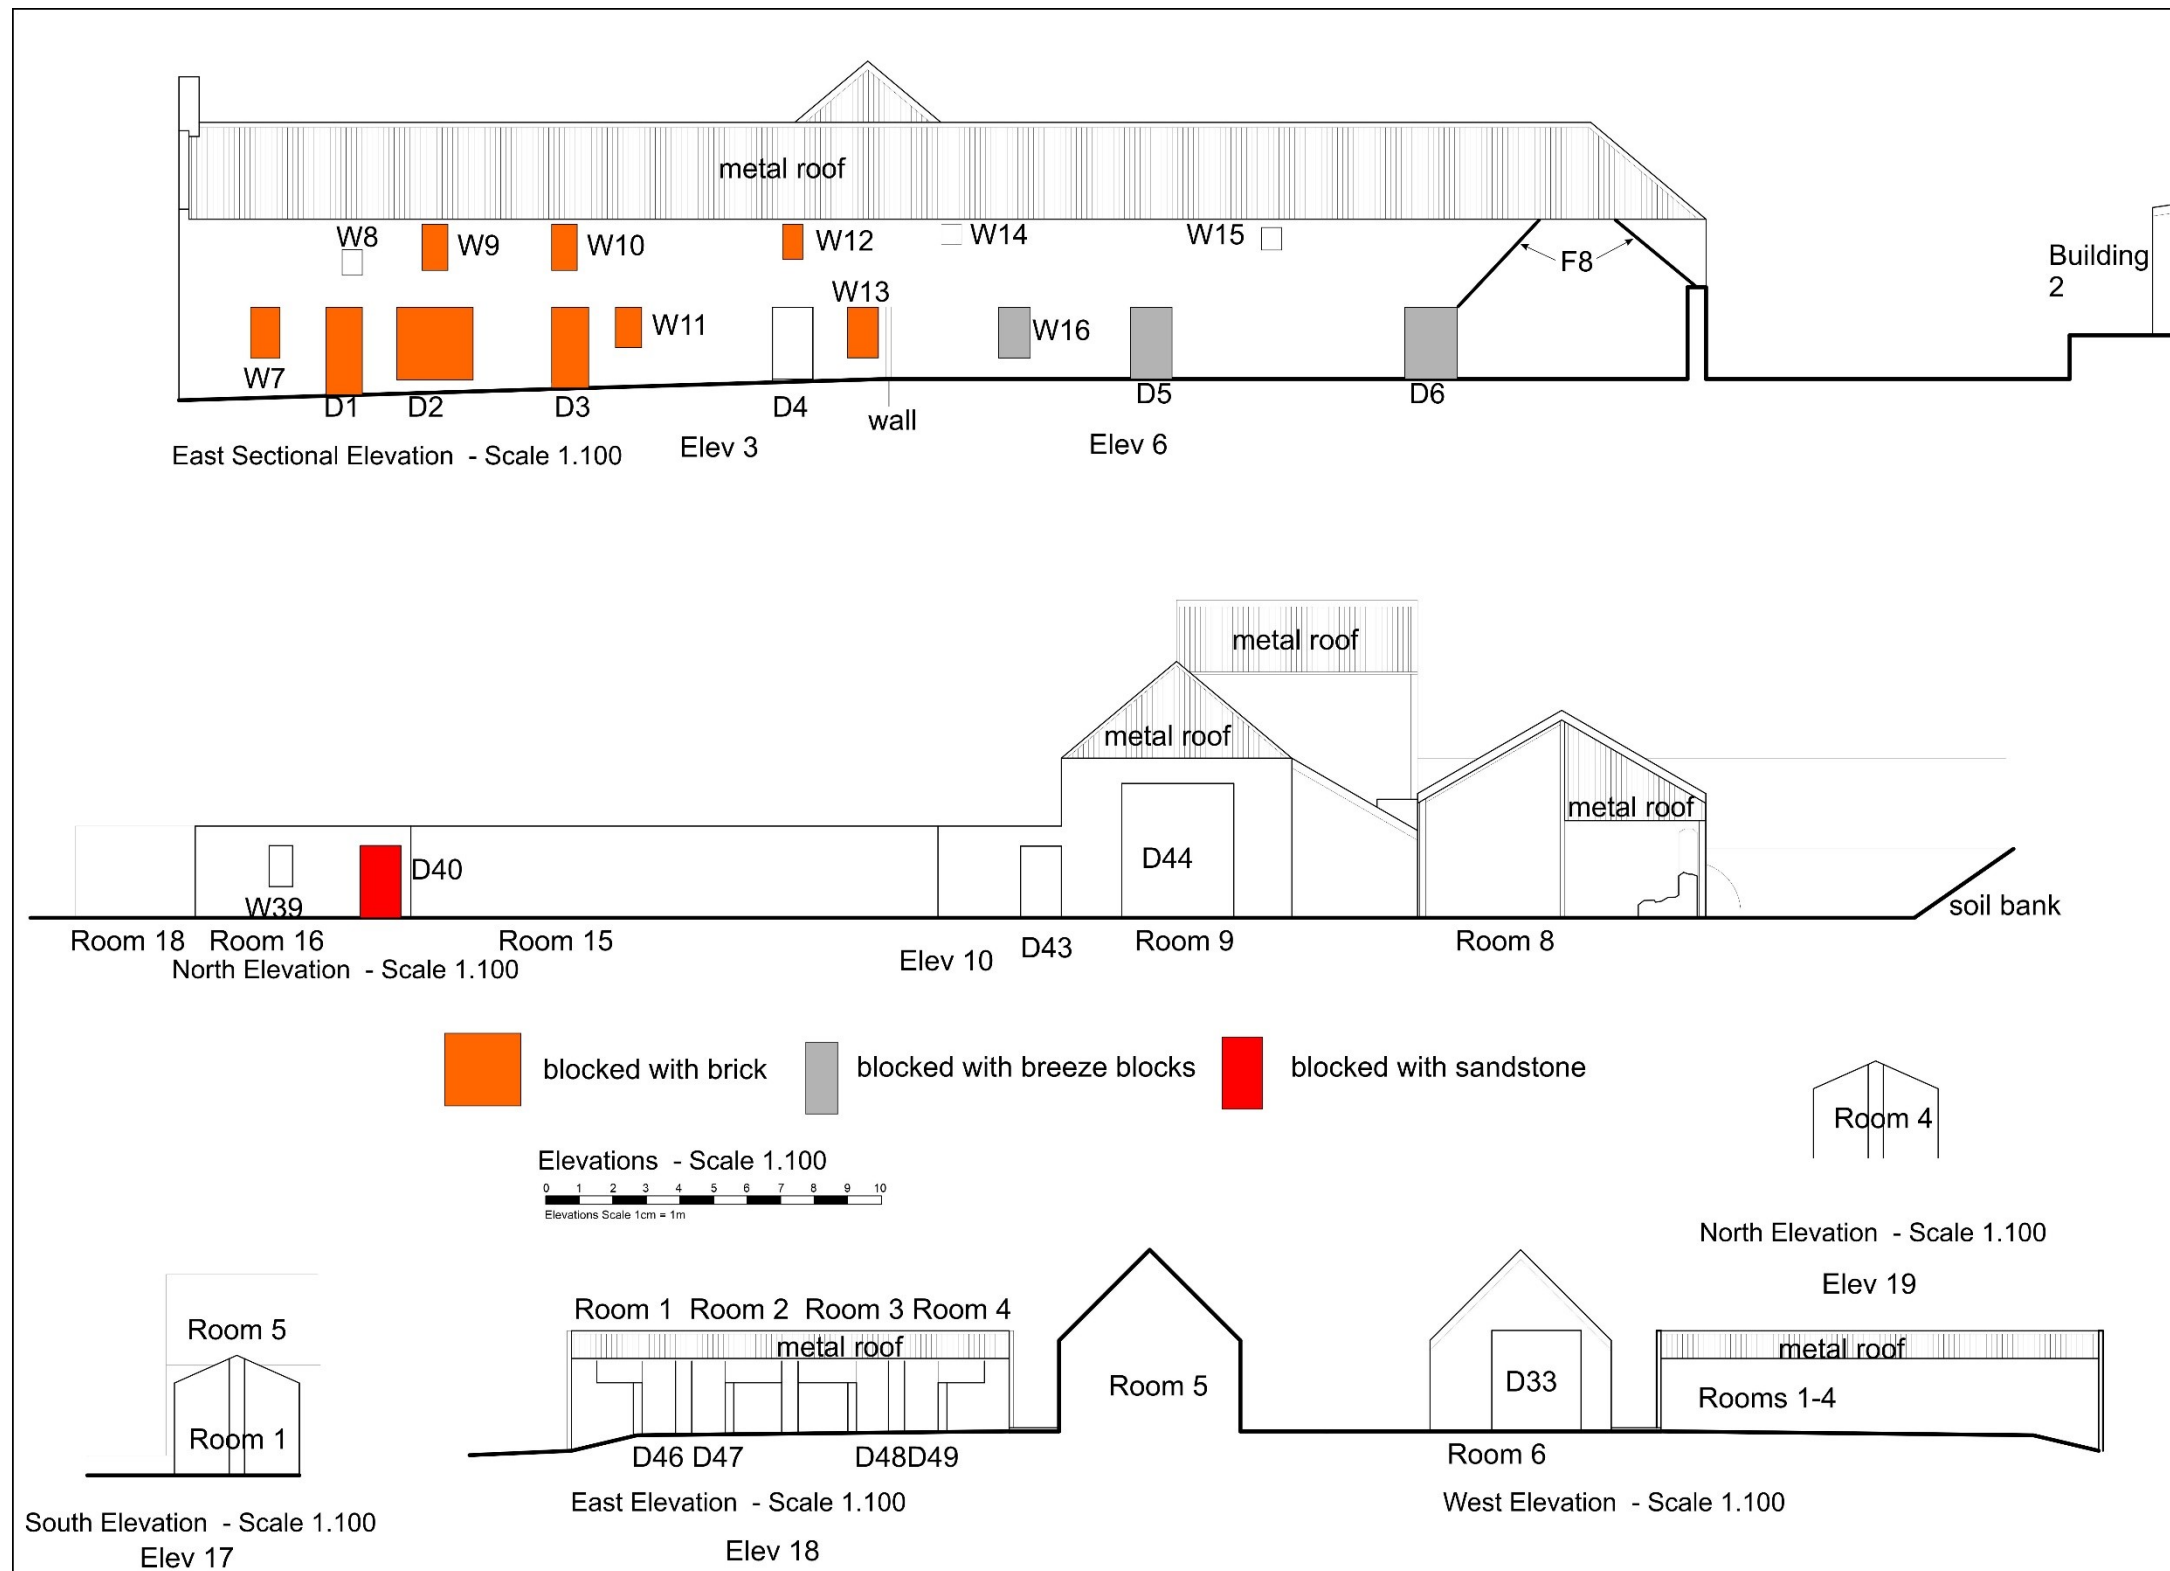 metal roof
W8
W9
W10
W12
W14
W15
F8
Building
2
W13
W11
W16
W7
D1
D2
D3
D4
wall
D5
D6
East Sectional Elevation - Scale 1.100
Elev 3
Elev 6
metal roof
metal roof
metal roof
D44
D40
W39
soil bank
Room 18
Room 16
Room 15
Elev 10
D43
Room 9
Room 8
North Elevation - Scale 1.100
blocked with brick
blocked with breeze blocks
blocked with sandstone
Room 4
Elevations - Scale 1.100
0 1 2 3 4 5 6 7 8 9 10
Elevations Scale 1cm = 1m
North Elevation - Scale 1.100
Elev 19
Room 5
Room 1
South Elevation - Scale 1.100
Elev 17
Room 1 Room 2 Room 3 Room 4
metal roof
Room 5
D46 D47 D48 D49
East Elevation - Scale 1.100
Elev 18
D33
metal roof
Rooms 1-4
Room 6
West Elevation - Scale 1.100